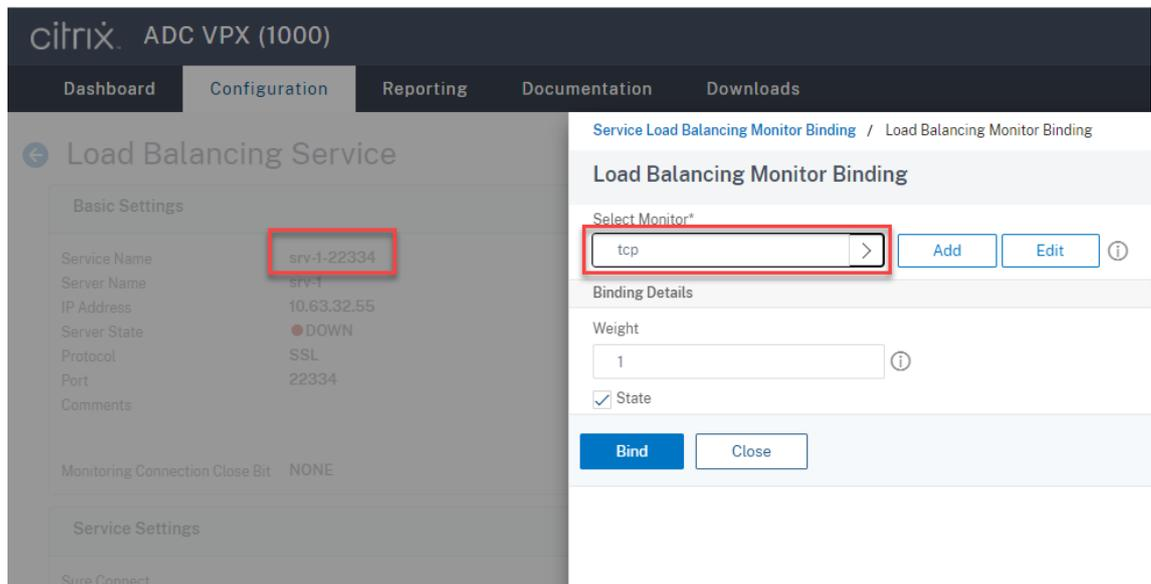 citrix. ADC VPX (1000)
Dashboard Configuration Reporting Documentation Downloads
Load Balancing Service
Basic Settings
Service Name srv-1-22334
Server Name srv-1
IP Address 10.63.32.55
Server State DOWN
Protocol SSL
Port 22334
Comments
Monitoring Connection Close Bit NONE
Service Settings
Sure Connect
Service Load Balancing Monitor Binding / Load Balancing Monitor Binding
Load Balancing Monitor Binding
Select Monitor*
tcp > Add Edit
Binding Details
Weight
1
State
Bind Close